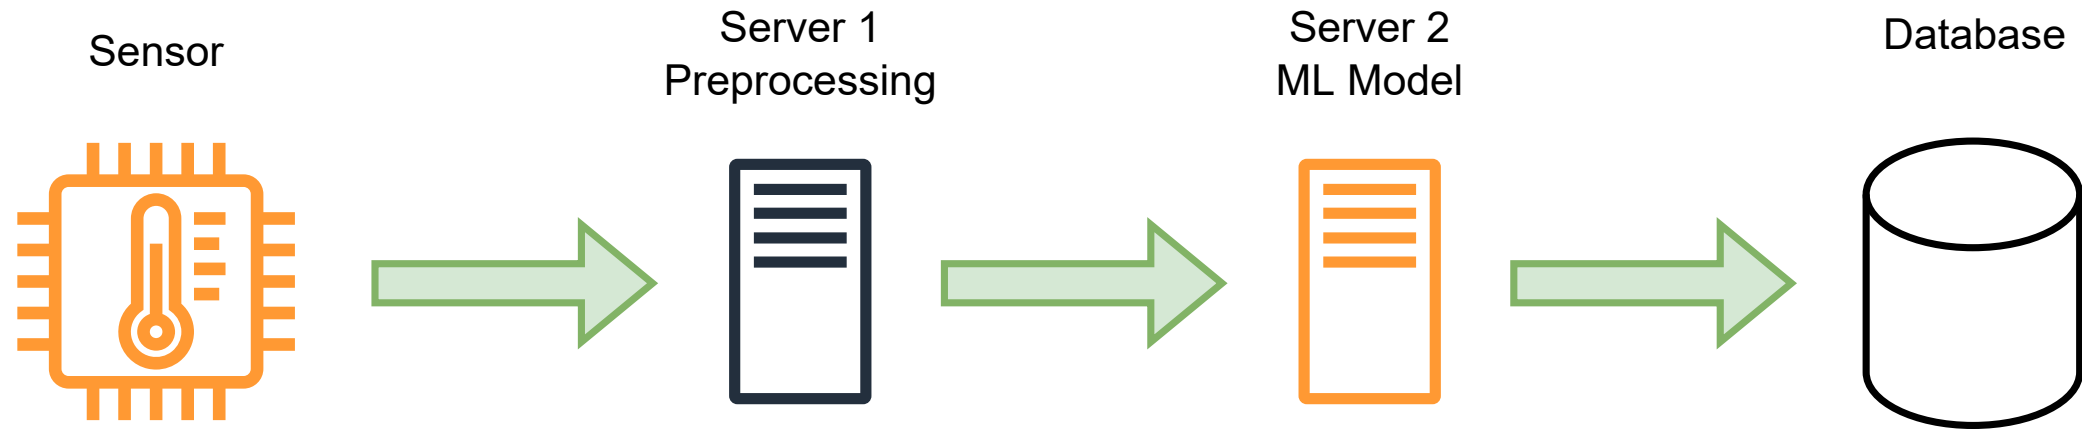 Sensor
Server 1
Preprocessing
Server 2
ML Model
Database